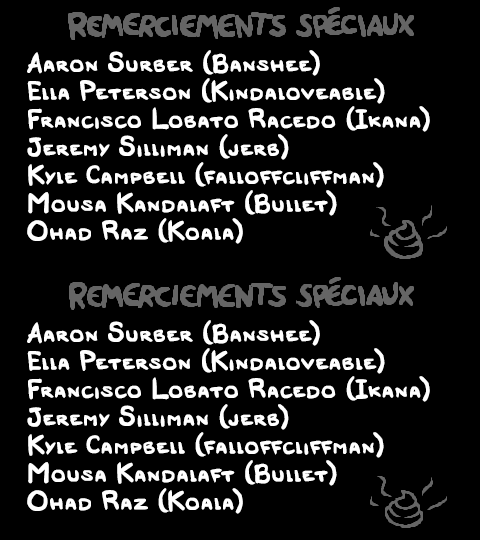 Remerciements spéciaux
Aaron Surber (Banshee)
Ella Peterson (Kindaloveable)
Francisco Lobato Racedo (Ikana)
Jeremy Silliman (jerb)
Kyle Campbell (falloffcliffman)
Mousa Kandalaft (Bullet)
Ohad Raz (Koala)
Remerciements spéciaux
Aaron Surber (Banshee)
Ella Peterson (Kindaloveable)
Francisco Lobato Racedo (Ikana)
Jeremy Silliman (jerb)
Kyle Campbell (falloffcliffman)
Mousa Kandalaft (Bullet)
Ohad Raz (Koala)